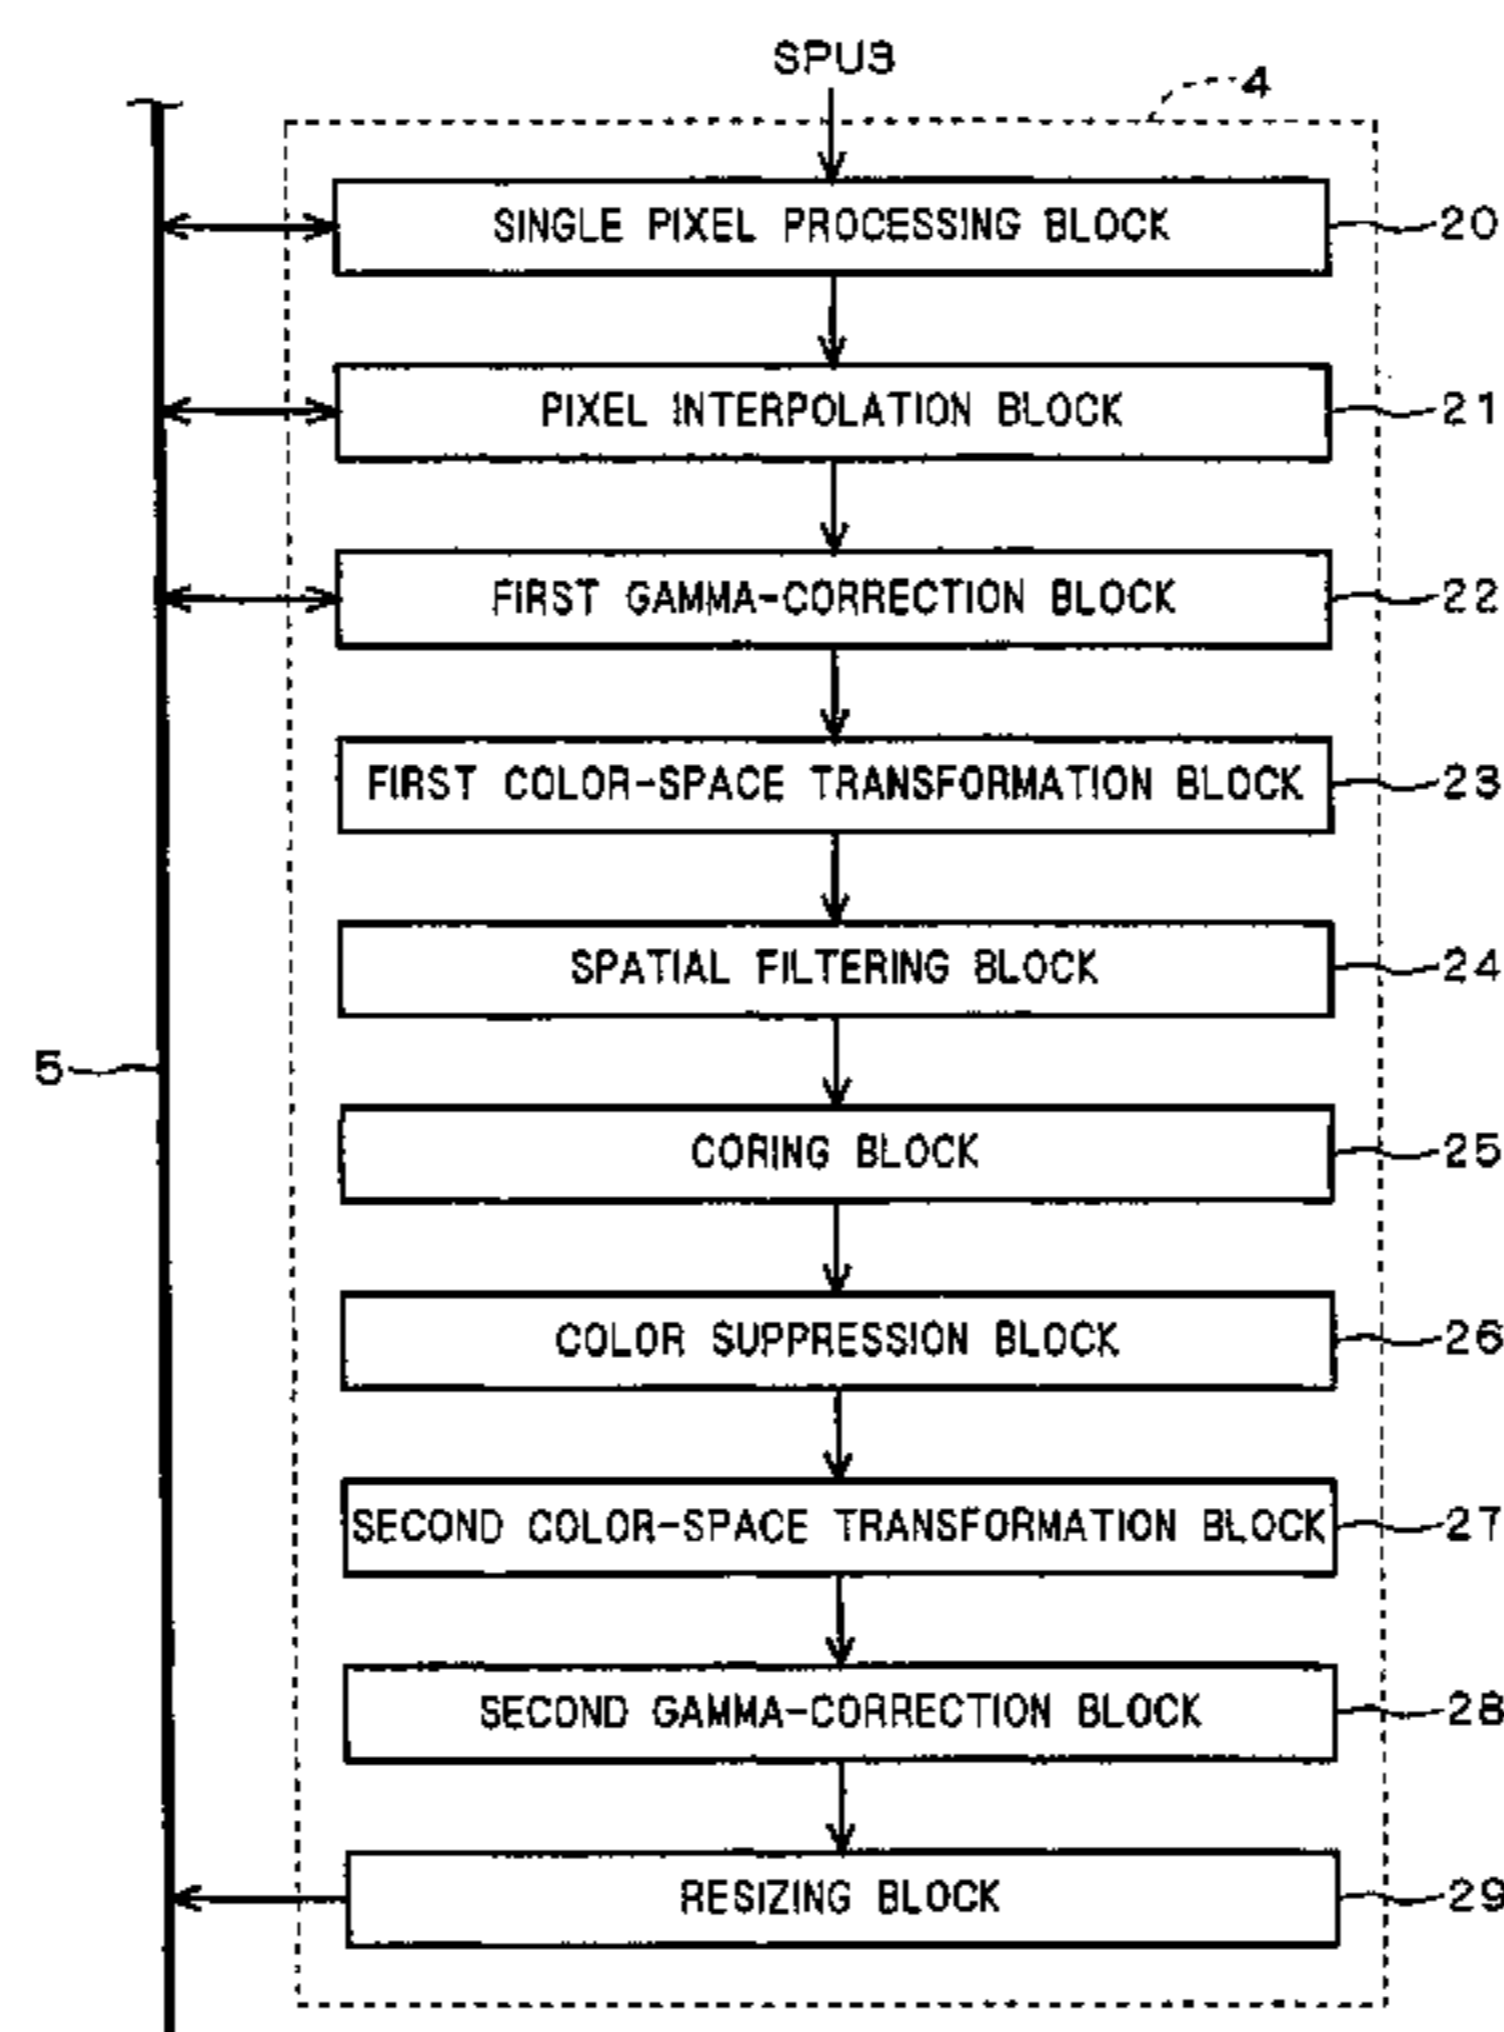 SPU3
4
SINGLE PIXEL PROCESSING BLOCK
20
PIXEL INTERPOLATION BLOCK
21
FIRST GAMMA-CORRECTION BLOCK
22
FIRST COLOR-SPACE TRANSFORMATION BLOCK
23
SPATIAL FILTERING BLOCK
24
5
CORING BLOCK
25
COLOR SUPPRESSION BLOCK
26
SECOND COLOR-SPACE TRANSFORMATION BLOCK
27
SECOND GAMMA-CORRECTION BLOCK
28
RESIZING BLOCK
29